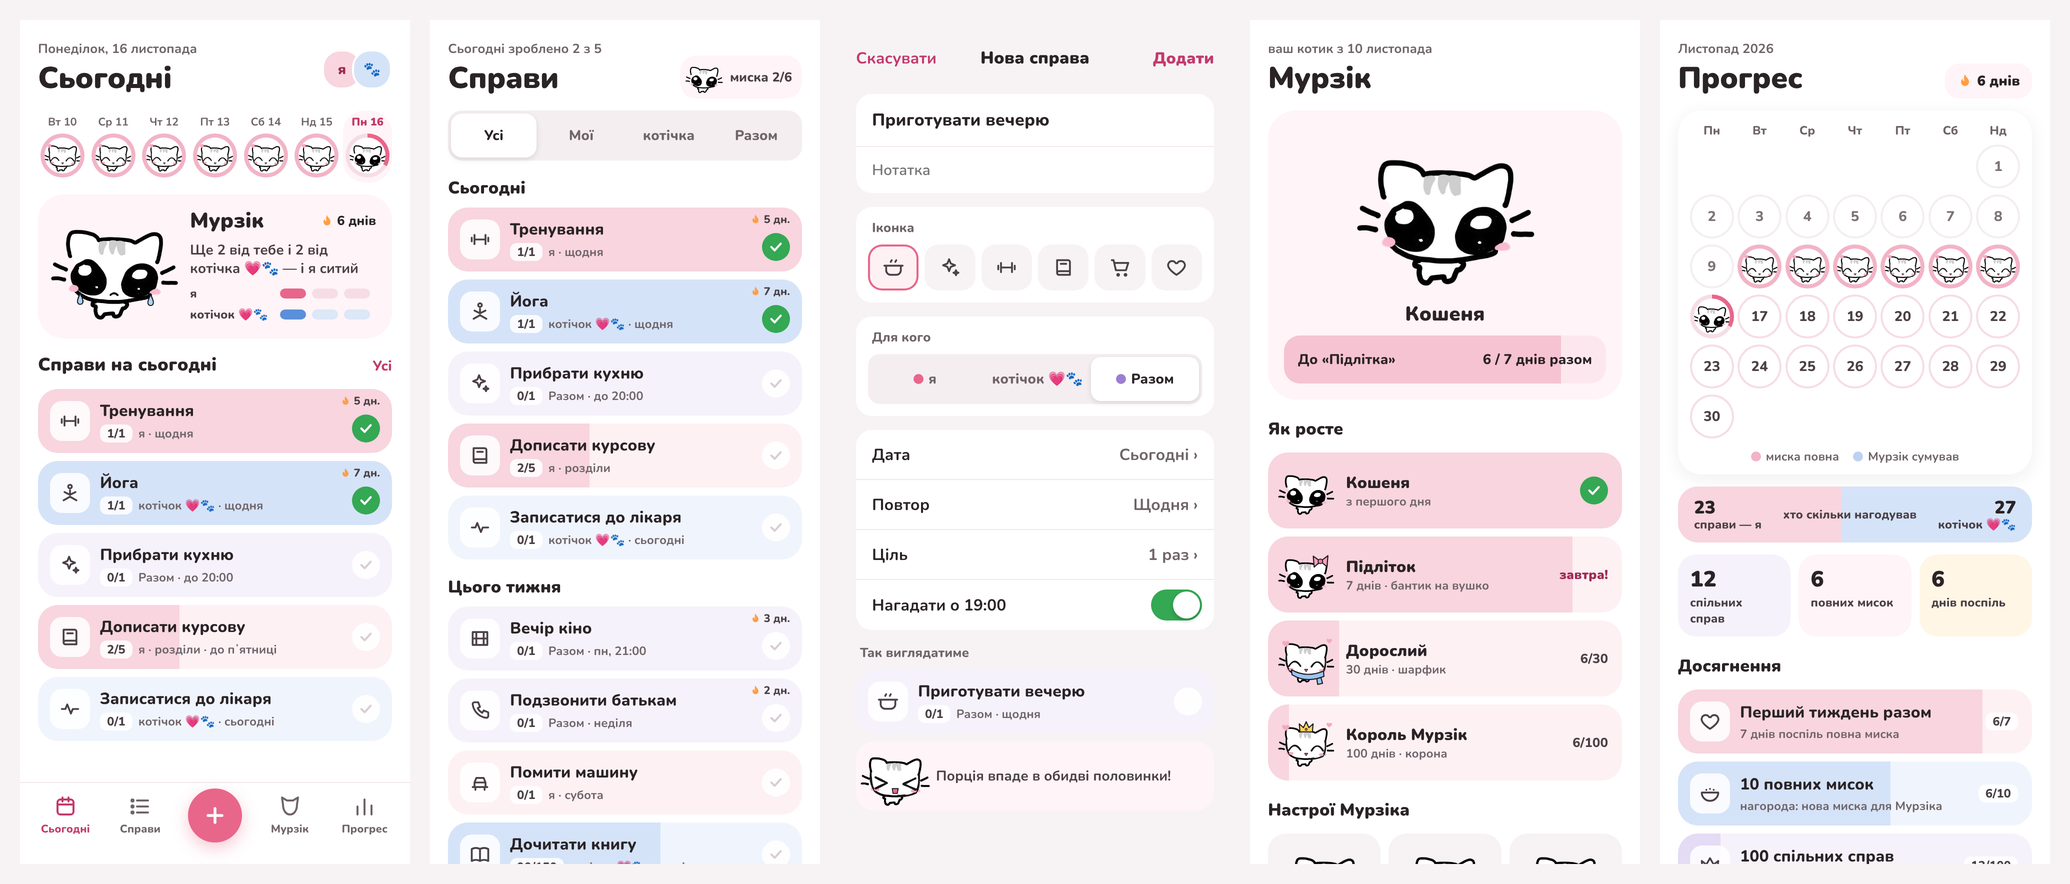 Понеділок, 16 листопада
Сьогодні
я
Вт 10
Ср 11
Чт 12
Пт 13
Сб 14
Нд 15
Пн 16
Мурзік
6 днів
Ще 2 від тебе і 2 від
котічка 💗🐾 — і я ситий
я
котічок 💗🐾
Справи на сьогодні
Усі
Тренування
5 дн.
1/1
я · щодня
Йога
7 дн.
1/1
котічок 💗🐾 · щодня
Прибрати кухню
0/1
Разом · до 20:00
Дописати курсову
2/5
я · розділи · до п'ятниці
Записатися до лікаря
0/1
котічок 💗🐾 · сьогодні
Сьогодні
Справи
+
Мурзік
Прогрес
Сьогодні зроблено 2 з 5
Справи
миска 2/6
Усі
Мої
котічка
Разом
Сьогодні
Тренування
5 дн.
1/1
я · щодня
Йога
7 дн.
1/1
котічок 💗🐾 · щодня
Прибрати кухню
0/1
Разом · до 20:00
Дописати курсову
2/5
я · розділи
Записатися до лікаря
0/1
котічок 💗🐾 · сьогодні
Цього тижня
Вечір кіно
3 дн.
0/1
Разом · пн, 21:00
Подзвонити батькам
2 дн.
0/1
Разом · неділя
Помити машину
0/1
я · субота
Дочитати книгу
Скасувати
Нова справа
Додати
Приготувати вечерю
Нотатка
Іконка
Для кого
я
котічок 💗🐾
Разом
Дата
Сьогодні ›
Повтор
Щодня ›
Ціль
1 раз ›
Нагадати о 19:00
Так виглядатиме
Приготувати вечерю
0/1
Разом · щодня
Порція впаде в обидві половинки!
ваш котик з 10 листопада
Мурзік
Кошеня
До «Підлітка»
6 / 7 днів разом
Як росте
Кошеня
з першого дня
Підліток
7 днів · бантик на вушко
завтра!
Дорослий
30 днів · шарфик
6/30
Король Мурзік
100 днів · корона
6/100
Настрої Мурзіка
Листопад 2026
Прогрес
6 днів
Пн
Вт
Ср
Чт
Пт
Сб
Нд
1
2
3
4
5
6
7
8
9
17
18
19
20
21
22
23
24
25
26
27
28
29
30
миска повна
Мурзік сумував
23
справи — я
хто скільки нагодував
27
котічок 💗🐾
12
спільних
справ
6
повних мисок
6
днів поспіль
Досягнення
Перший тиждень разом
7 днів поспіль повна миска
6/7
10 повних мисок
нагорода: нова миска для Мурзіка
6/10
100 спільних справ